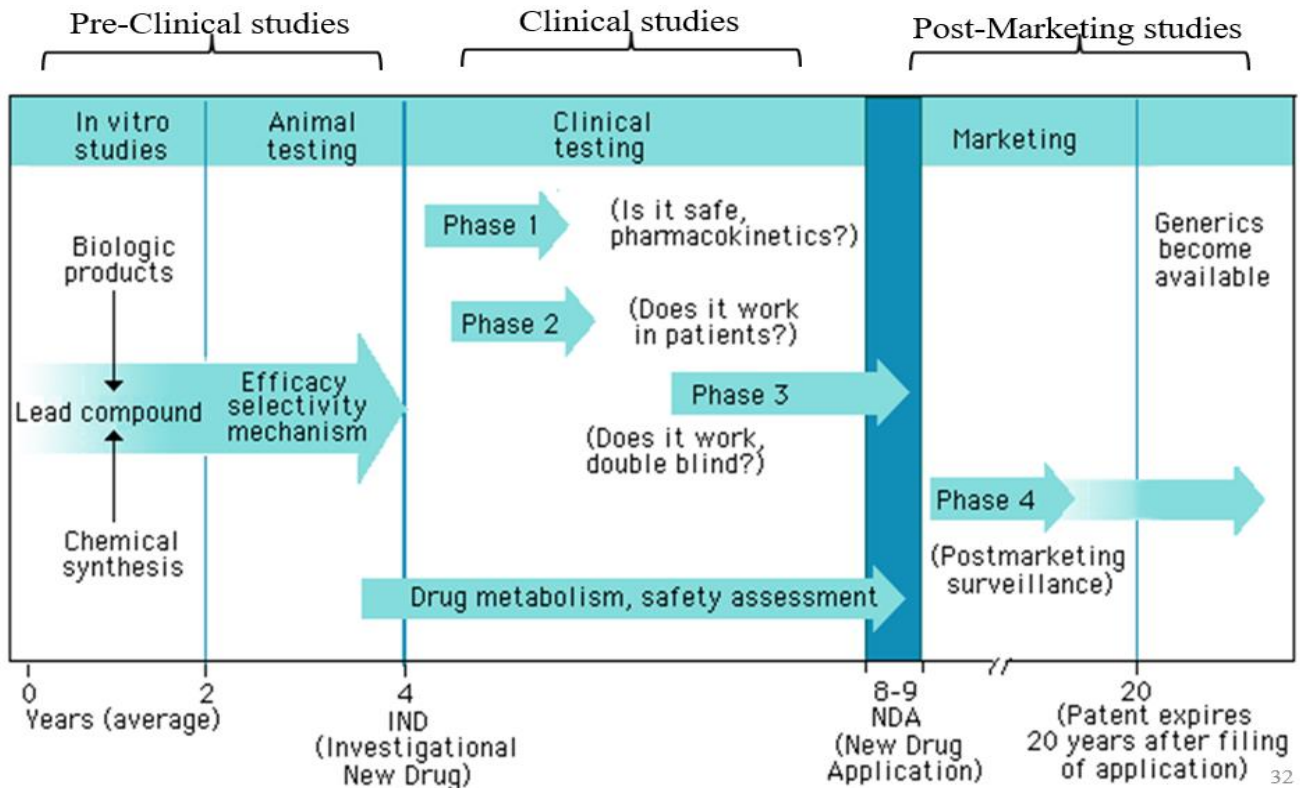 Pre-Clinical studies
Clinical studies
Post-Marketing studies
In vitro
studies
Animal
testing
Clinical
testing
Marketing
Biologic
products
Lead compound
Chemical
synthesis
Efficacy
selectivity
mechanism
Phase 1
(Is it safe,
pharmacokinetics?)
Phase 2
(Does it work
in patients?)
Phase 3
(Does it work,
double blind?)
Drug metabolism, safety assessment
Phase 4
(Postmarketing
surveillance)
Generics
become
available
0
Years (average)
2
4
IND
(Investigational
New Drug)
8-9
NDA
(New Drug
Application)
20
(Patent expires
20 years after filing
of application)
32